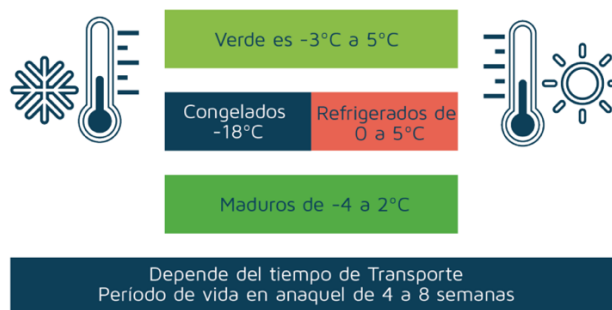 Verde es -3°C a 5°C
Congelados
-18°C
Refrigerados de
0 a 5°C
Maduros de -4 a 2°C
Depende del tiempo de Transporte
Período de vida en anaquel de 4 a 8 semanas